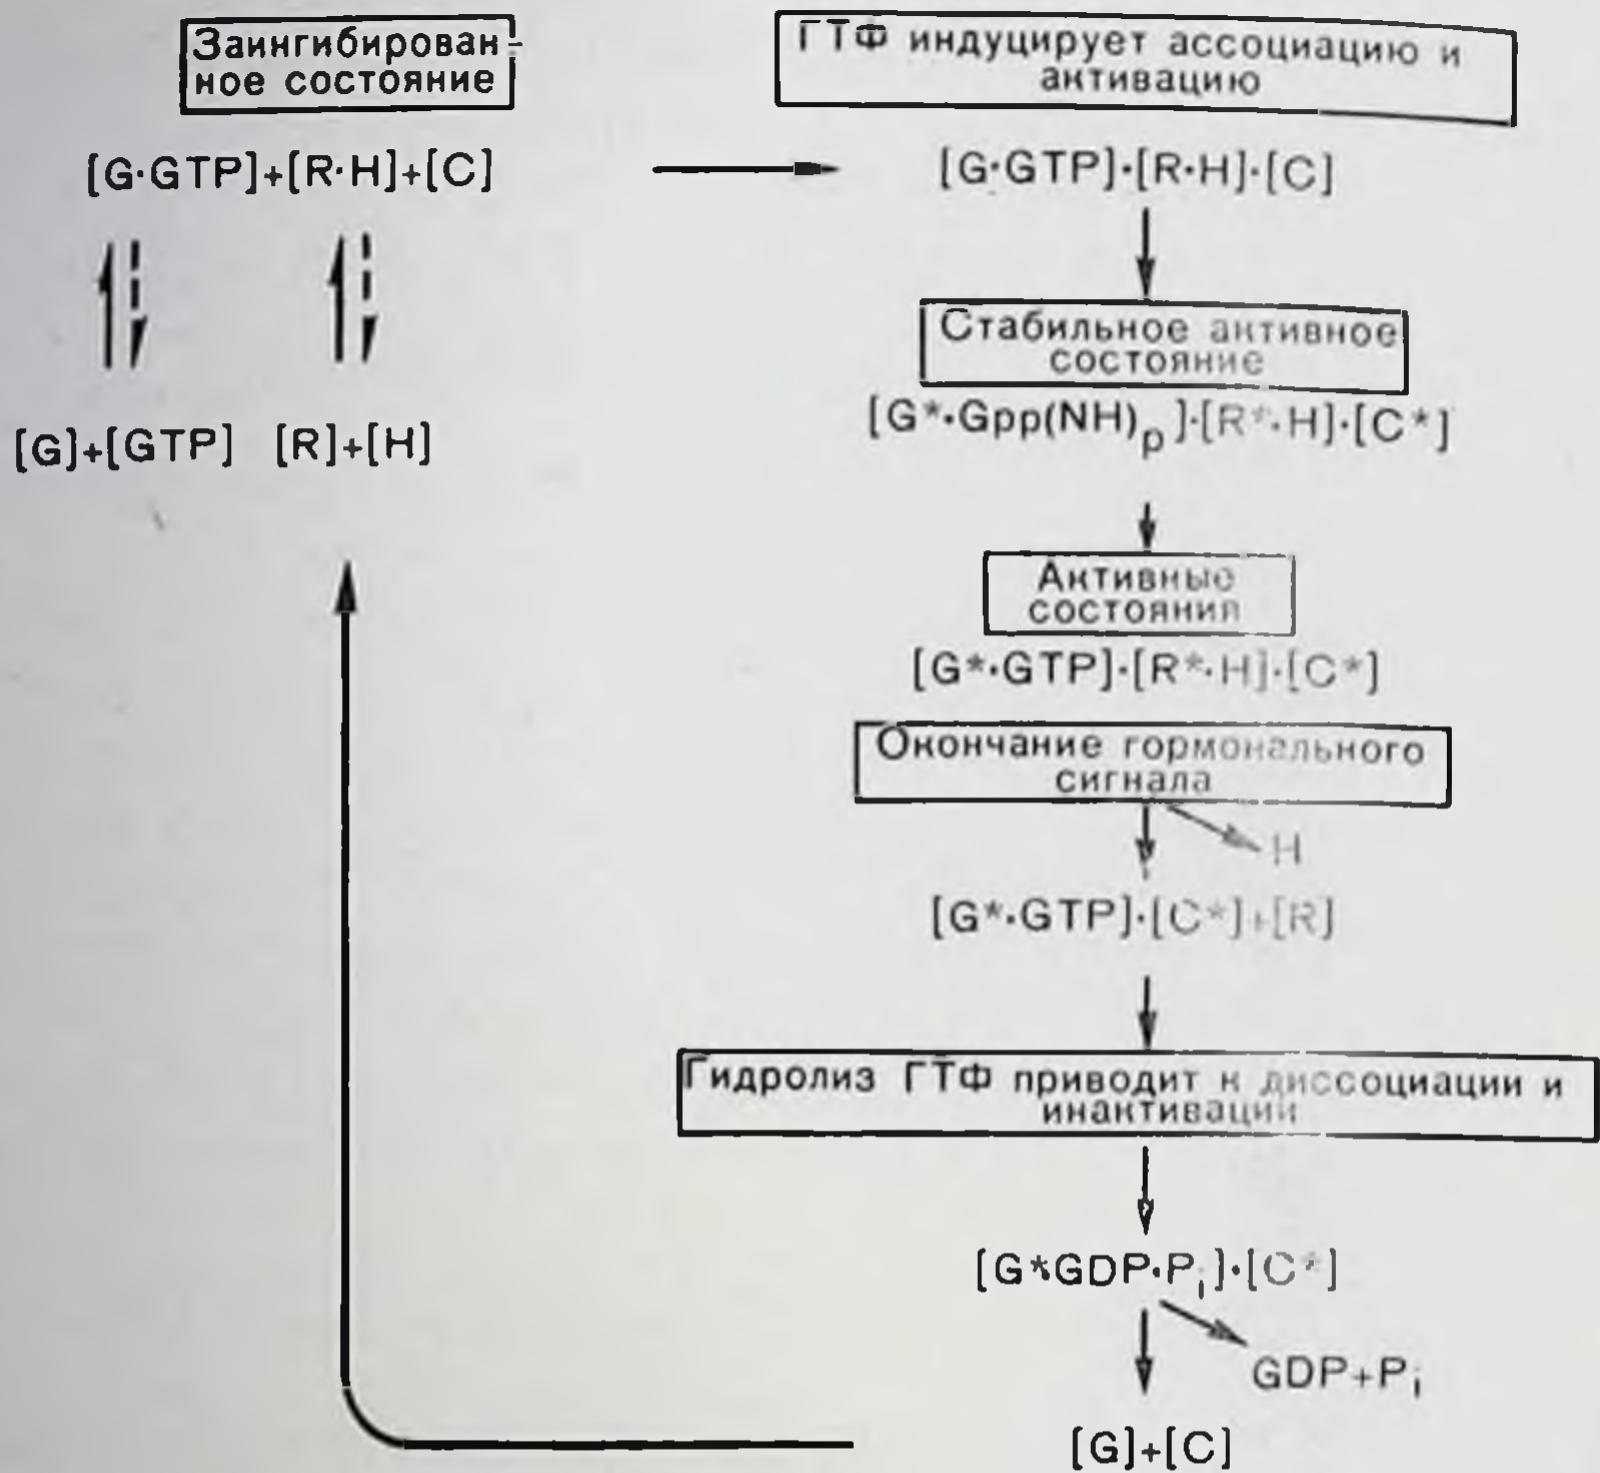 Заингибирован-
ное состояние
[G·GTP]+[R·H]+[C]
[G]+[GTP] [R]+[H]
ГТФ индуцирует ассоциацию и
активацию
[G·GTP]·[R·H]·[C]
Стабильное активное
состояние
[G*·Gpp(NH)p]·[R*·H]·[C*]
Активные
состояния
[G*·GTP]·[R*·H]·[C*]
Окончание гормонального
сигнала
H
[G*·GTP]·[C*]+[R]
Гидролиз ГТФ приводит к диссоциации и
инактивации
[G*GDP·Pi]·[C*]
GDP+Pi
[G]+[C]